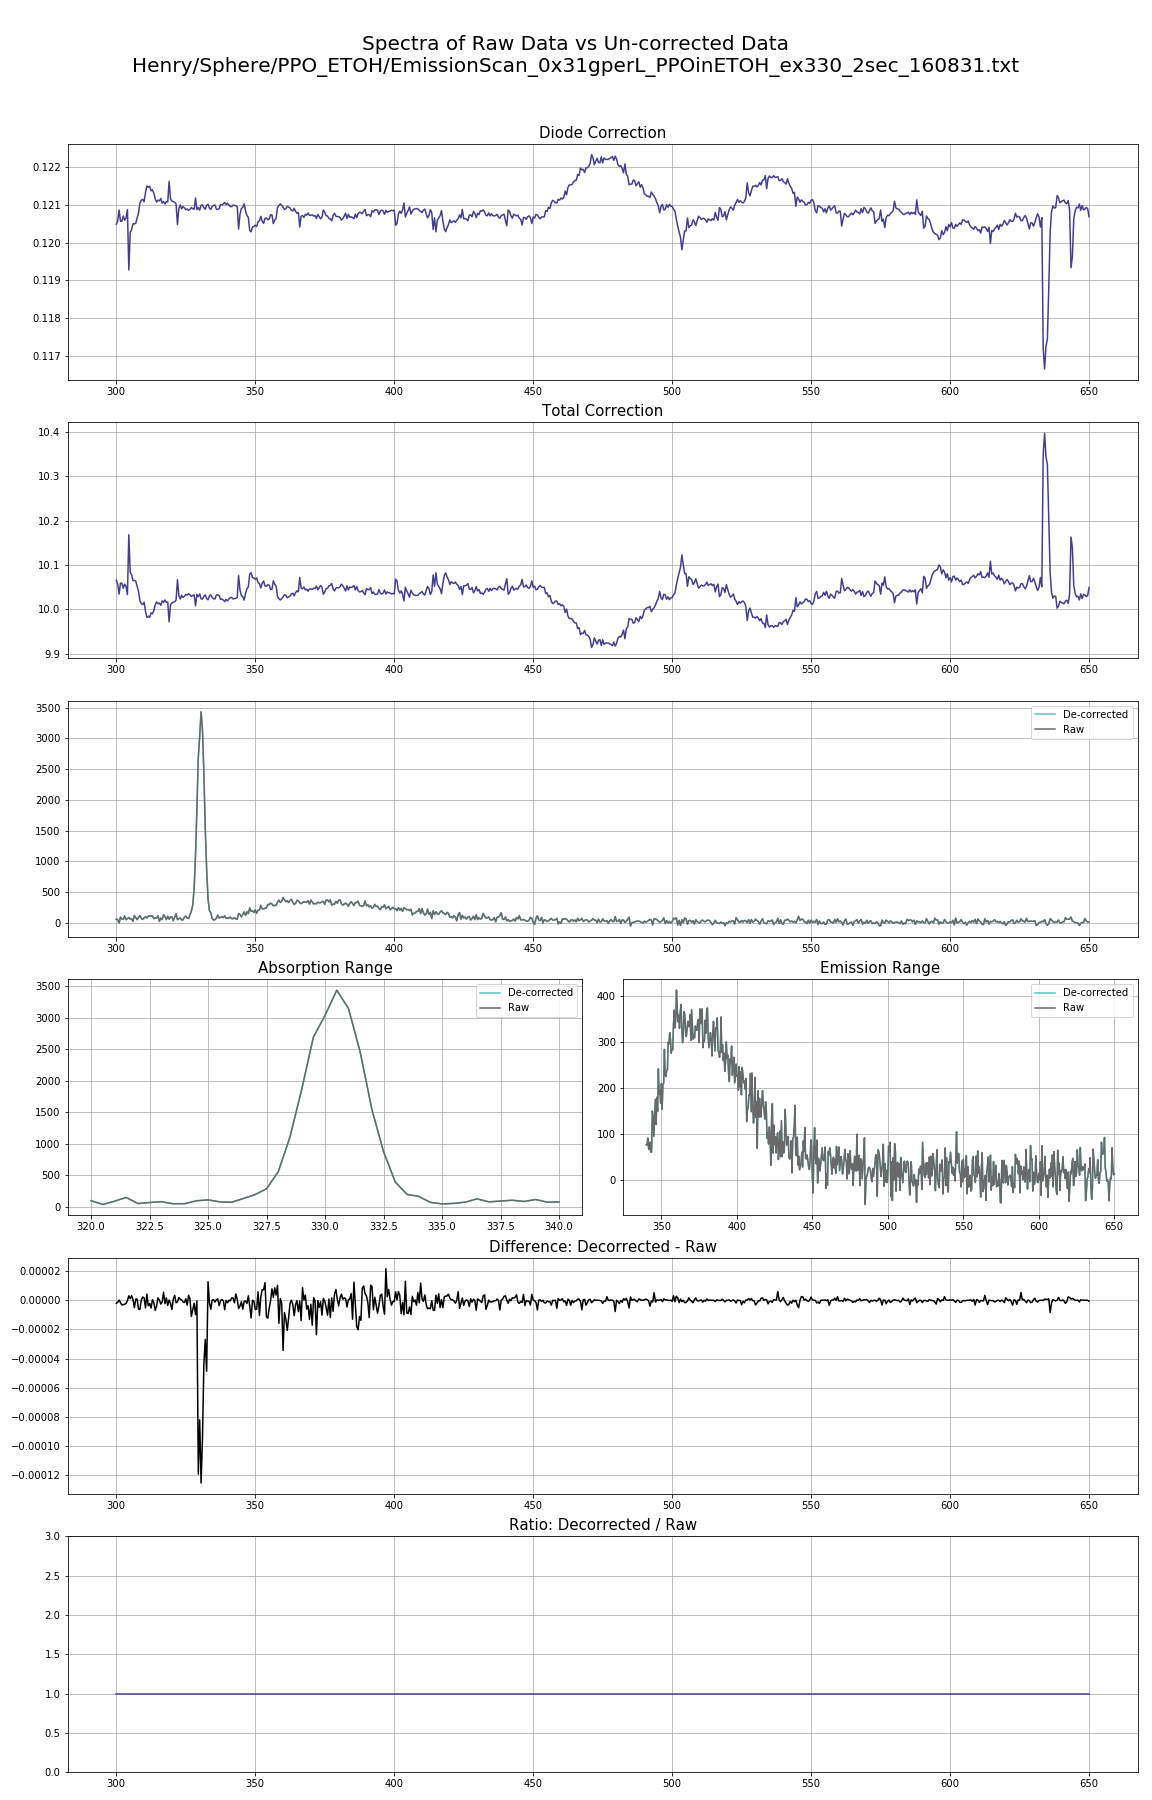 Spectra of Raw Data vs Un-corrected Data
Henry/Sphere/PPO_ETOH/EmissionScan_0x31gperL_PPOinETOH_ex330_2sec_160831.txt
Diode Correction
0.122
0.121
0.120
0.119
0.118
0.117
300 350 400 450 500 550 600 650
Total Correction
10.4
10.3
10.2
10.1
10.0
9.9
300 350 400 450 500 550 600 650
3500
3000
2500
2000
1500
1000
500
0
De-corrected
Raw
300 350 400 450 500 550 600 650
Absorption Range
3500
3000
2500
2000
1500
1000
500
0
De-corrected
Raw
320.0 322.5 325.0 327.5 330.0 332.5 335.0 337.5 340.0
Emission Range
400
300
200
100
0
De-corrected
Raw
350 400 450 500 550 600 650
Difference: Decorrected - Raw
0.00002
0.00000
−0.00002
−0.00004
−0.00006
−0.00008
−0.00010
−0.00012
300 350 400 450 500 550 600 650
Ratio: Decorrected / Raw
3.0
2.5
2.0
1.5
1.0
0.5
0.0
300 350 400 450 500 550 600 650